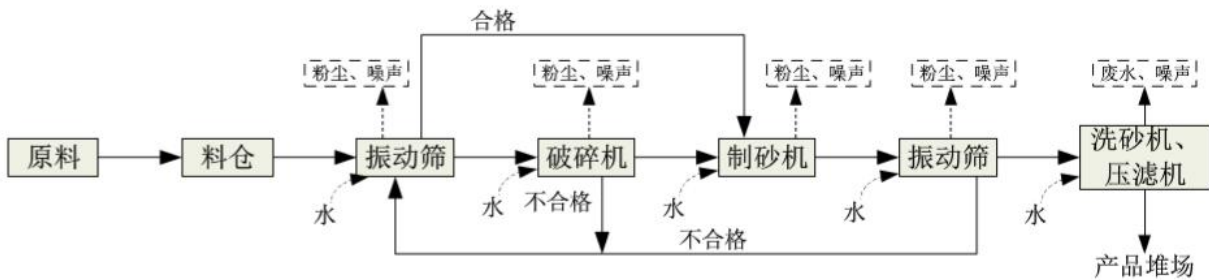 合格
粉尘、噪声
粉尘、噪声
粉尘、噪声
粉尘、噪声
废水、噪声
原料
料仓
振动筛
破碎机
制砂机
振动筛
洗砂机、
压滤机
水
水
不合格
水
水
水
不合格
产品堆场